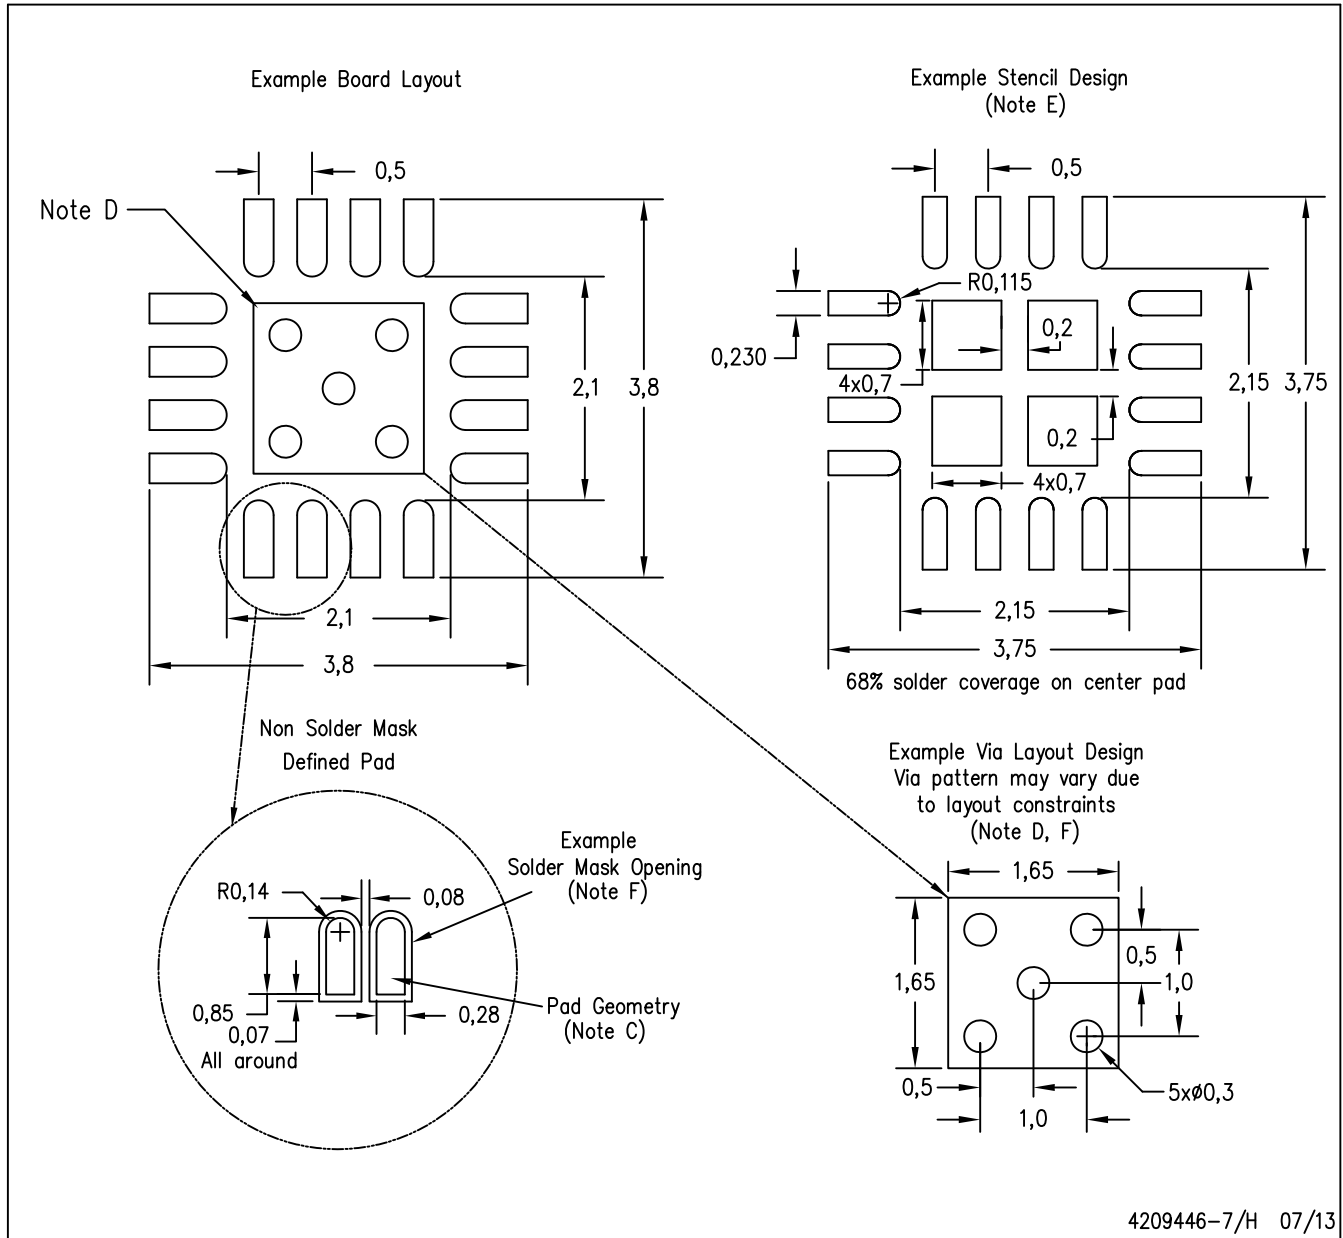 Example Board Layout
0,5
Note D
2,1
3,8
2,1
3,8
Example Stencil Design
(Note E)
0,5
R0,115
0,230
0,2
4x0,7
2,15
3,75
0,2
4x0,7
2,15
3,75
68% solder coverage on center pad
Non Solder Mask
Defined Pad
Example
Solder Mask Opening
(Note F)
R0,14
0,08
0,85
0,07
All around
0,28
Pad Geometry
(Note C)
Example Via Layout Design
Via pattern may vary due
to layout constraints
(Note D, F)
1,65
0,5
1,65
1,0
0,5
5xø0,3
1,0
4209446-7/H 07/13